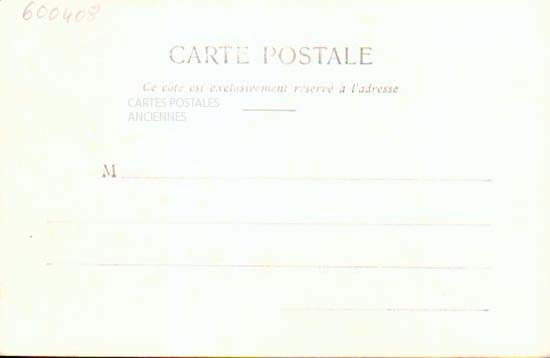 600408
CARTE POSTALE
Ce côté est exclusivement réservé à l'adresse
CARTES POSTALES
ANCIENNES
M